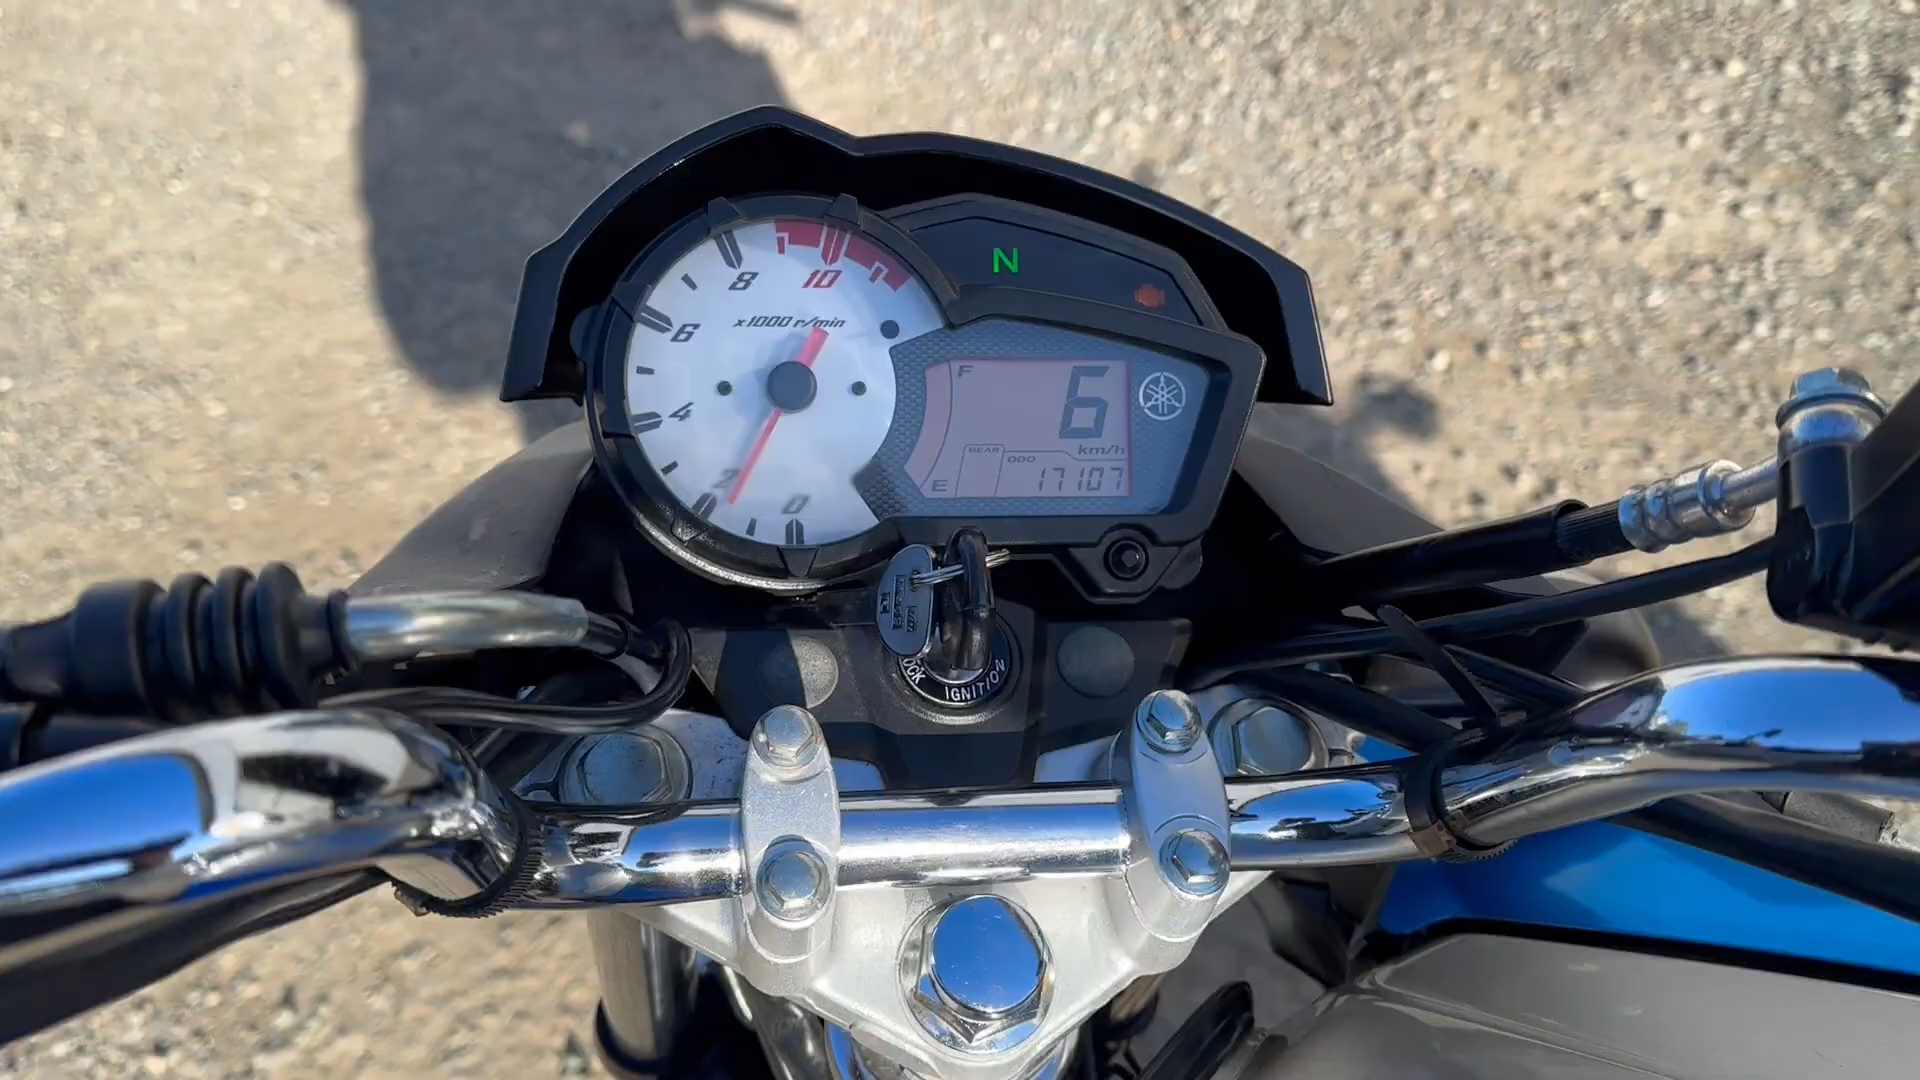 8
10
6
x1000 r/min
4
2
0
N
F
6
km/h
GEAR
ODO
E
17107
LOCK
IGNITION